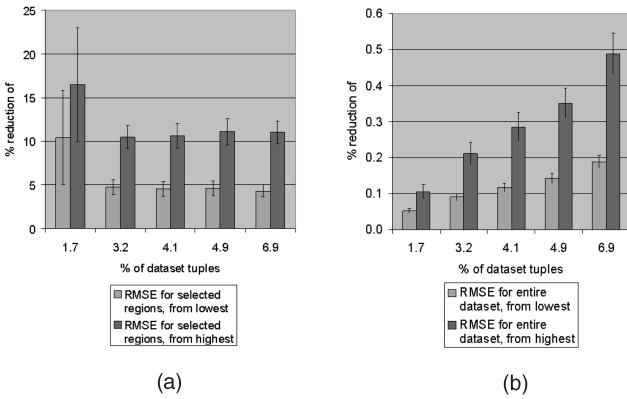 25
20
15
10
5
0
% reduction of
1.7 3.2 4.1 4.9 6.9
% of dataset tuples
RMSE for selected
regions, from lowest
RMSE for selected
regions, from highest
(a)
0.6
0.5
0.4
0.3
0.2
0.1
0.0
% reduction of
1.7 3.2 4.1 4.9 6.9
% of dataset tuples
RMSE for entire
dataset, from lowest
RMSE for entire
dataset, from highest
(b)